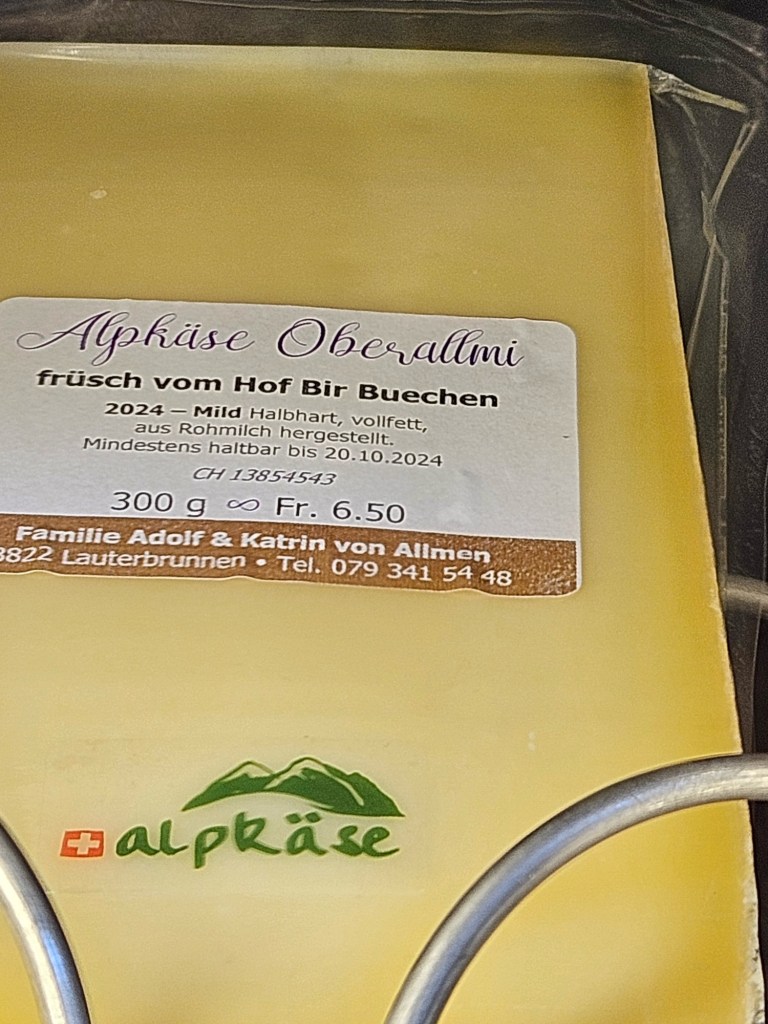 Alpkäse Oberallmi
früsch vom Hof Bir Buechen
2024 – Mild Halbhart, vollfett,
aus Rohmilch hergestellt.
Mindestens haltbar bis 20.10.2024
CH 13854543
300 g ∞ Fr. 6.50
Familie Adolf & Katrin von Allmen
3822 Lauterbrunnen • Tel. 079 341 54 48
alpkäse